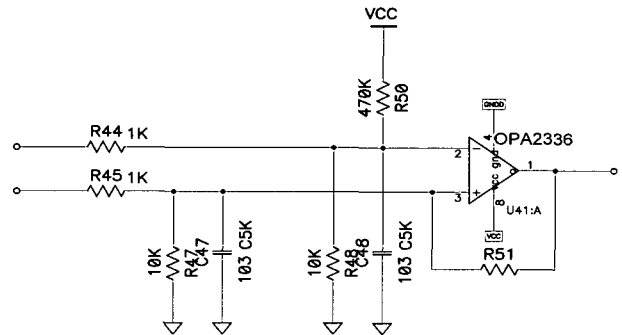 VCC
470K
R50
GNDD
R44 1K
4
OPA2336
2
-
gnd
1
R45 1K
3
+
vcc
8
U41:A
VCC
10K
R47
C47
103 C5K
10K
R48
C48
103 C5K
R51